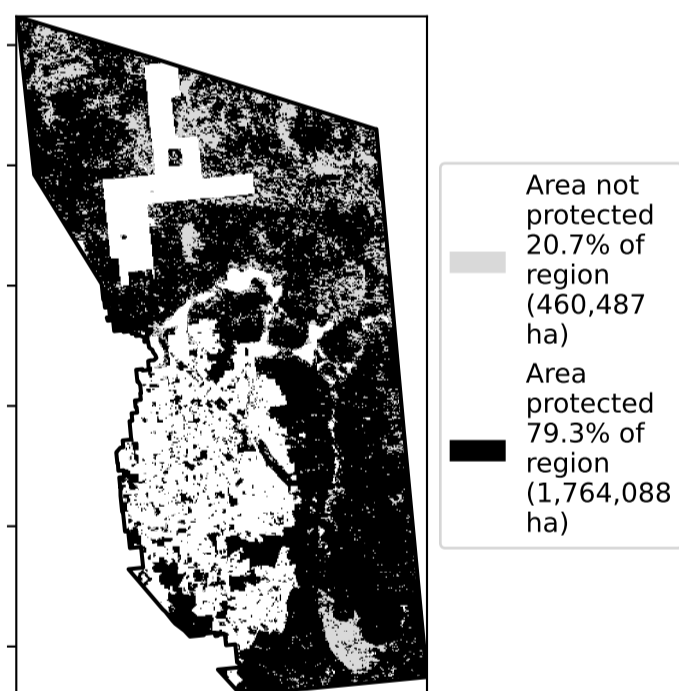 Area not
protected
20.7% of
region
(460,487
ha)
Area
protected
79.3% of
region
(1,764,088
ha)